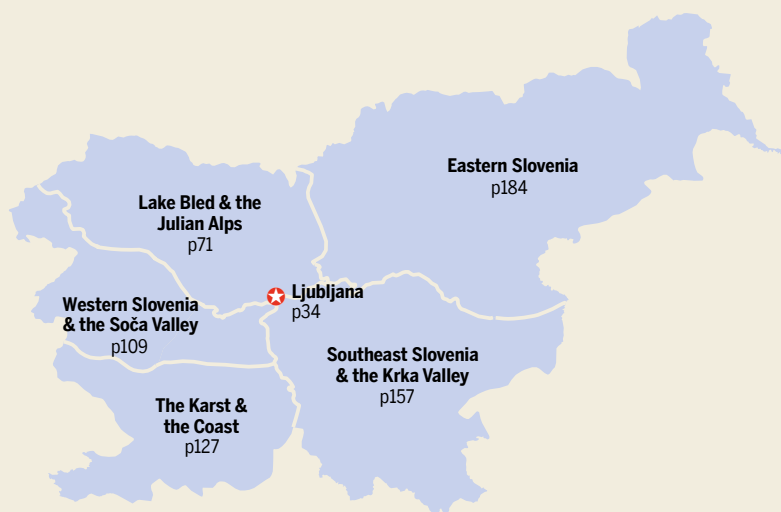 Eastern Slovenia
p184
Lake Bled & the
Julian Alps
p71
Ljubljana
p34
Western Slovenia
& the Soča Valley
p109
Southeast Slovenia
& the Krka Valley
p157
The Karst &
the Coast
p127